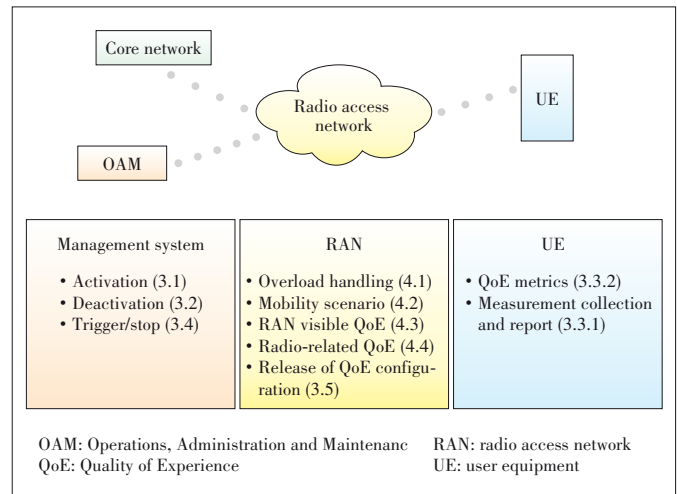 Core network
Radio access
network
UE
OAM
Management system
• Activation (3.1)
• Deactivation (3.2)
• Trigger/stop (3.4)
RAN
• Overload handling (4.1)
• Mobility scenario (4.2)
• RAN visible QoE (4.3)
• Radio-related QoE (4.4)
• Release of QoE configu-
ration (3.5)
UE
• QoE metrics (3.3.2)
• Measurement collection
and report (3.3.1)
OAM: Operations, Administration and Maintenanc
QoE: Quality of Experience
RAN: radio access network
UE: user equipment